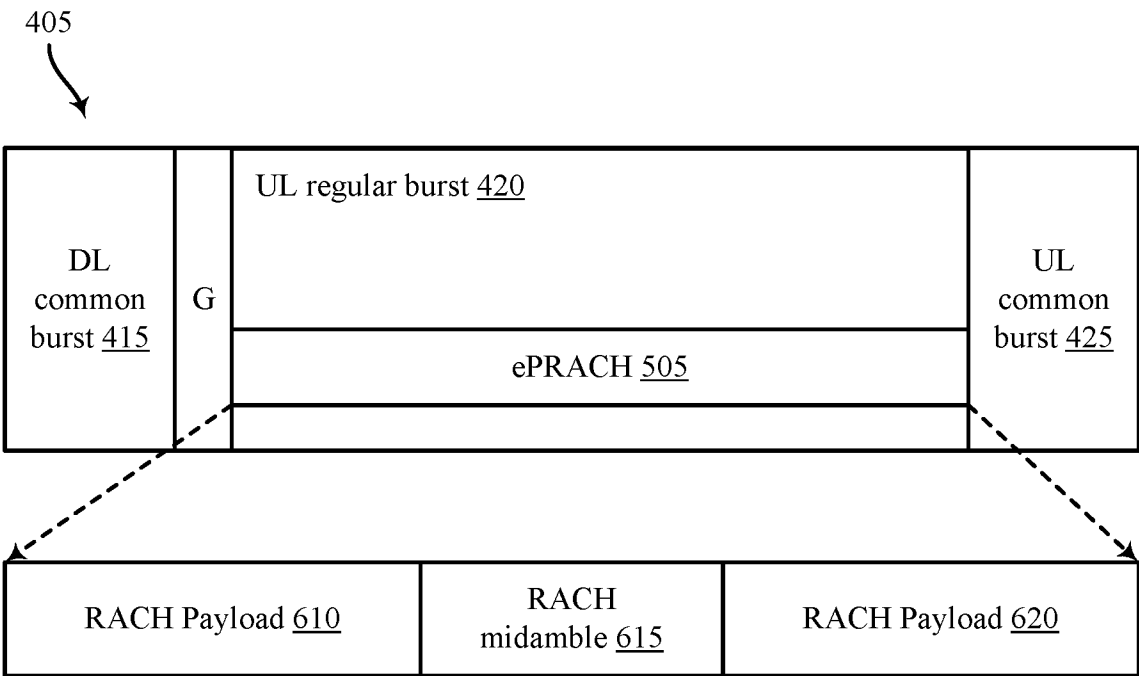 405
UL regular burst 420
DL
common
burst 415
G
UL
common
burst 425
ePRACH 505
RACH Payload 610
RACH
midamble 615
RACH Payload 620